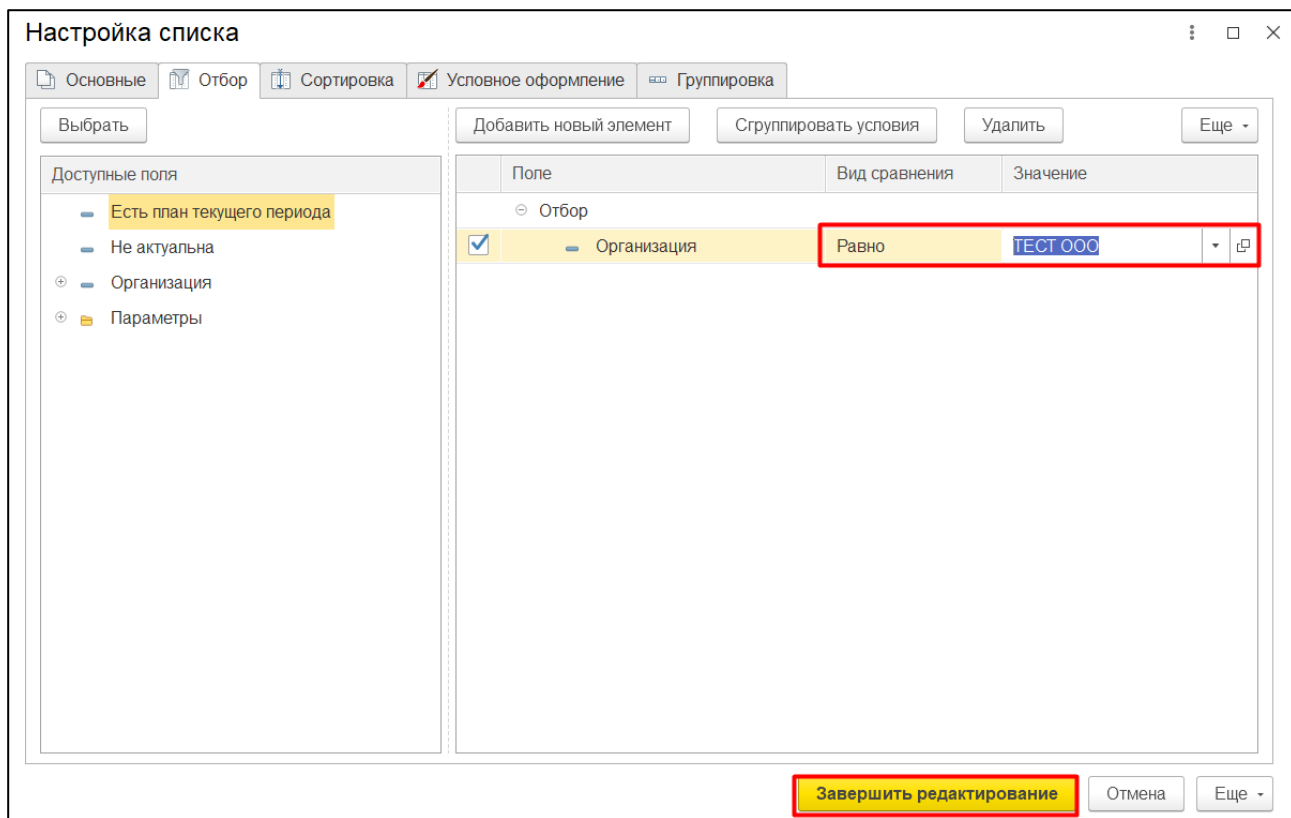 Настройка списка
Основные Отбор Сортировка Условное оформление Группировка
Выбрать Добавить новый элемент Сгруппировать условия Удалить Еще
Доступные поля Поле Вид сравнения Значение
Есть план текущего периода Отбор
Не актуальна Организация Равно ТЕСТ ООО
Организация
Параметры
Завершить редактирование Отмена Еще